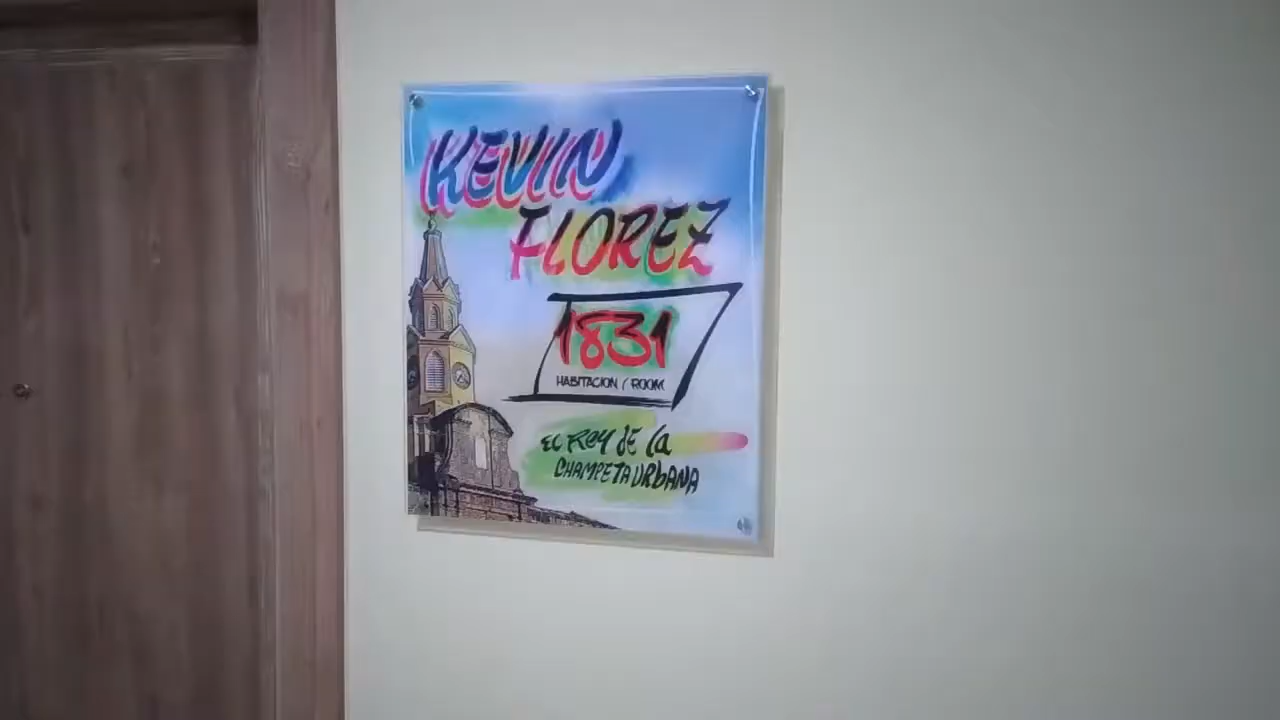 KEVIN
FLOREZ
1831
HABITACION / ROOM
EL REY DE LA
CHAMPETA URBANA